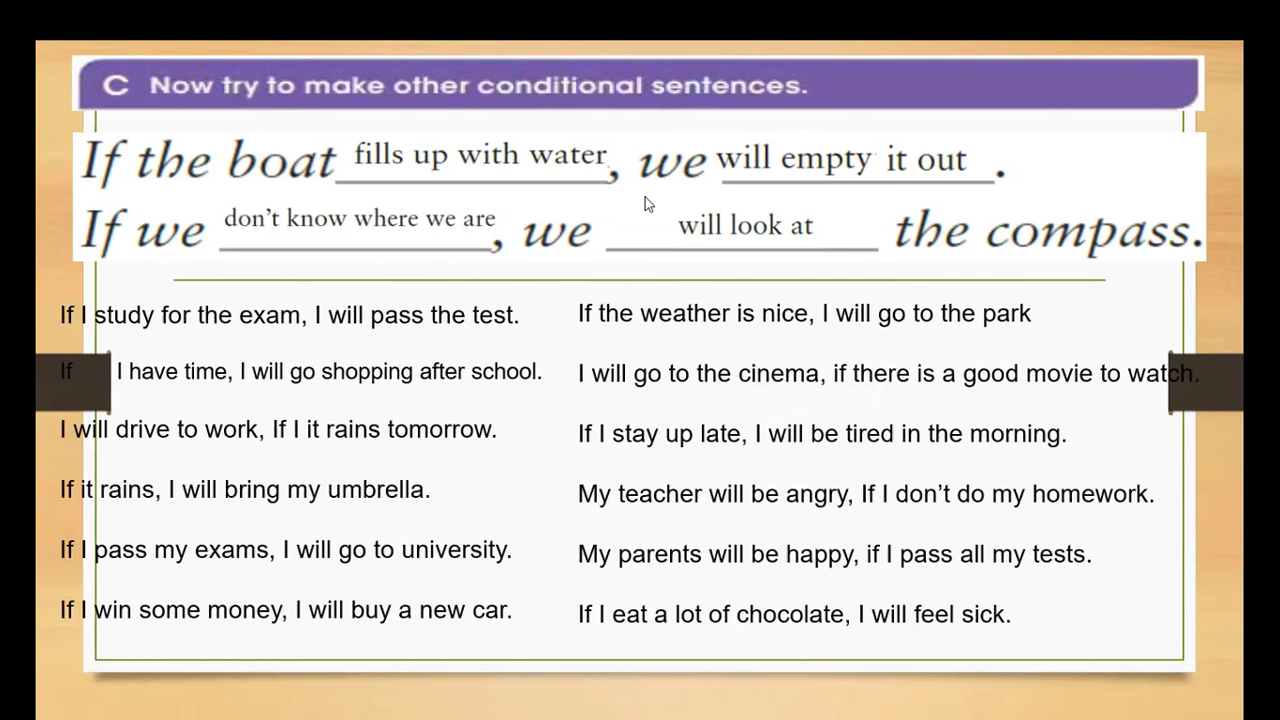 C Now try to make other conditional sentences.
If the boat fills up with water, we will empty it out.
If we don't know where we are, we will look at the compass.
If I study for the exam, I will pass the test.
If I have time, I will go shopping after school.
I will drive to work, If I it rains tomorrow.
If it rains, I will bring my umbrella.
If I pass my exams, I will go to university.
If I win some money, I will buy a new car.
If the weather is nice, I will go to the park
I will go to the cinema, if there is a good movie to watch.
If I stay up late, I will be tired in the morning.
My teacher will be angry, If I don’t do my homework.
My parents will be happy, if I pass all my tests.
If I eat a lot of chocolate, I will feel sick.